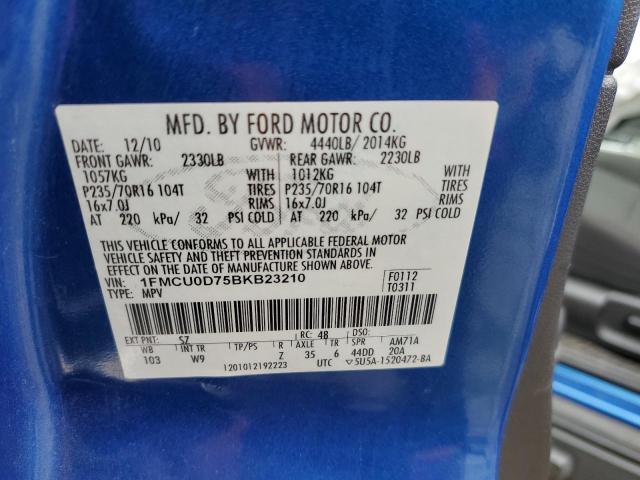 MFD. BY FORD MOTOR CO.
DATE: 12/10 GVWR: 4440LB/ 2014KG
FRONT GAWR: 2330LB REAR GAWR: 2230LB
1057KG WITH 1012KG WITH
P235/70R16 104T TIRES P235/70R16 104T TIRES
16x7.0J RIMS 16x7.0J RIMS
AT 220 kPa/ 32 PSI COLD AT 220 kPa/ 32 PSI COLD
THIS VEHICLE CONFORMS TO ALL APPLICABLE FEDERAL MOTOR
VEHICLE SAFETY AND THEFT PREVENTION STANDARDS IN
EFFECT ON THE DATE OF MANUFACTURE SHOWN ABOVE.
VIN: 1FMCU0D75BKB23210 F0112
TYPE: MPV T0311
EXT PNT: SZ RC: 48 DSO:
WB INT TR TP/PS R AXLE TR SPR AM71A
103 W9 Z 35 6 44DD 20A
1201012192223 UTC 5U5A-1520472-BA